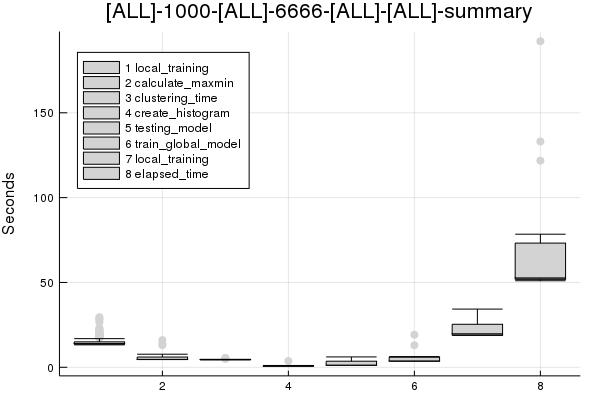 [ALL]-1000-[ALL]-6666-[ALL]-[ALL]-summary
Seconds
150
100
50
0
1 local_training
2 calculate_maxmin
3 clustering_time
4 create_histogram
5 testing_model
6 train_global_model
7 local_training
8 elapsed_time
2 4 6 8